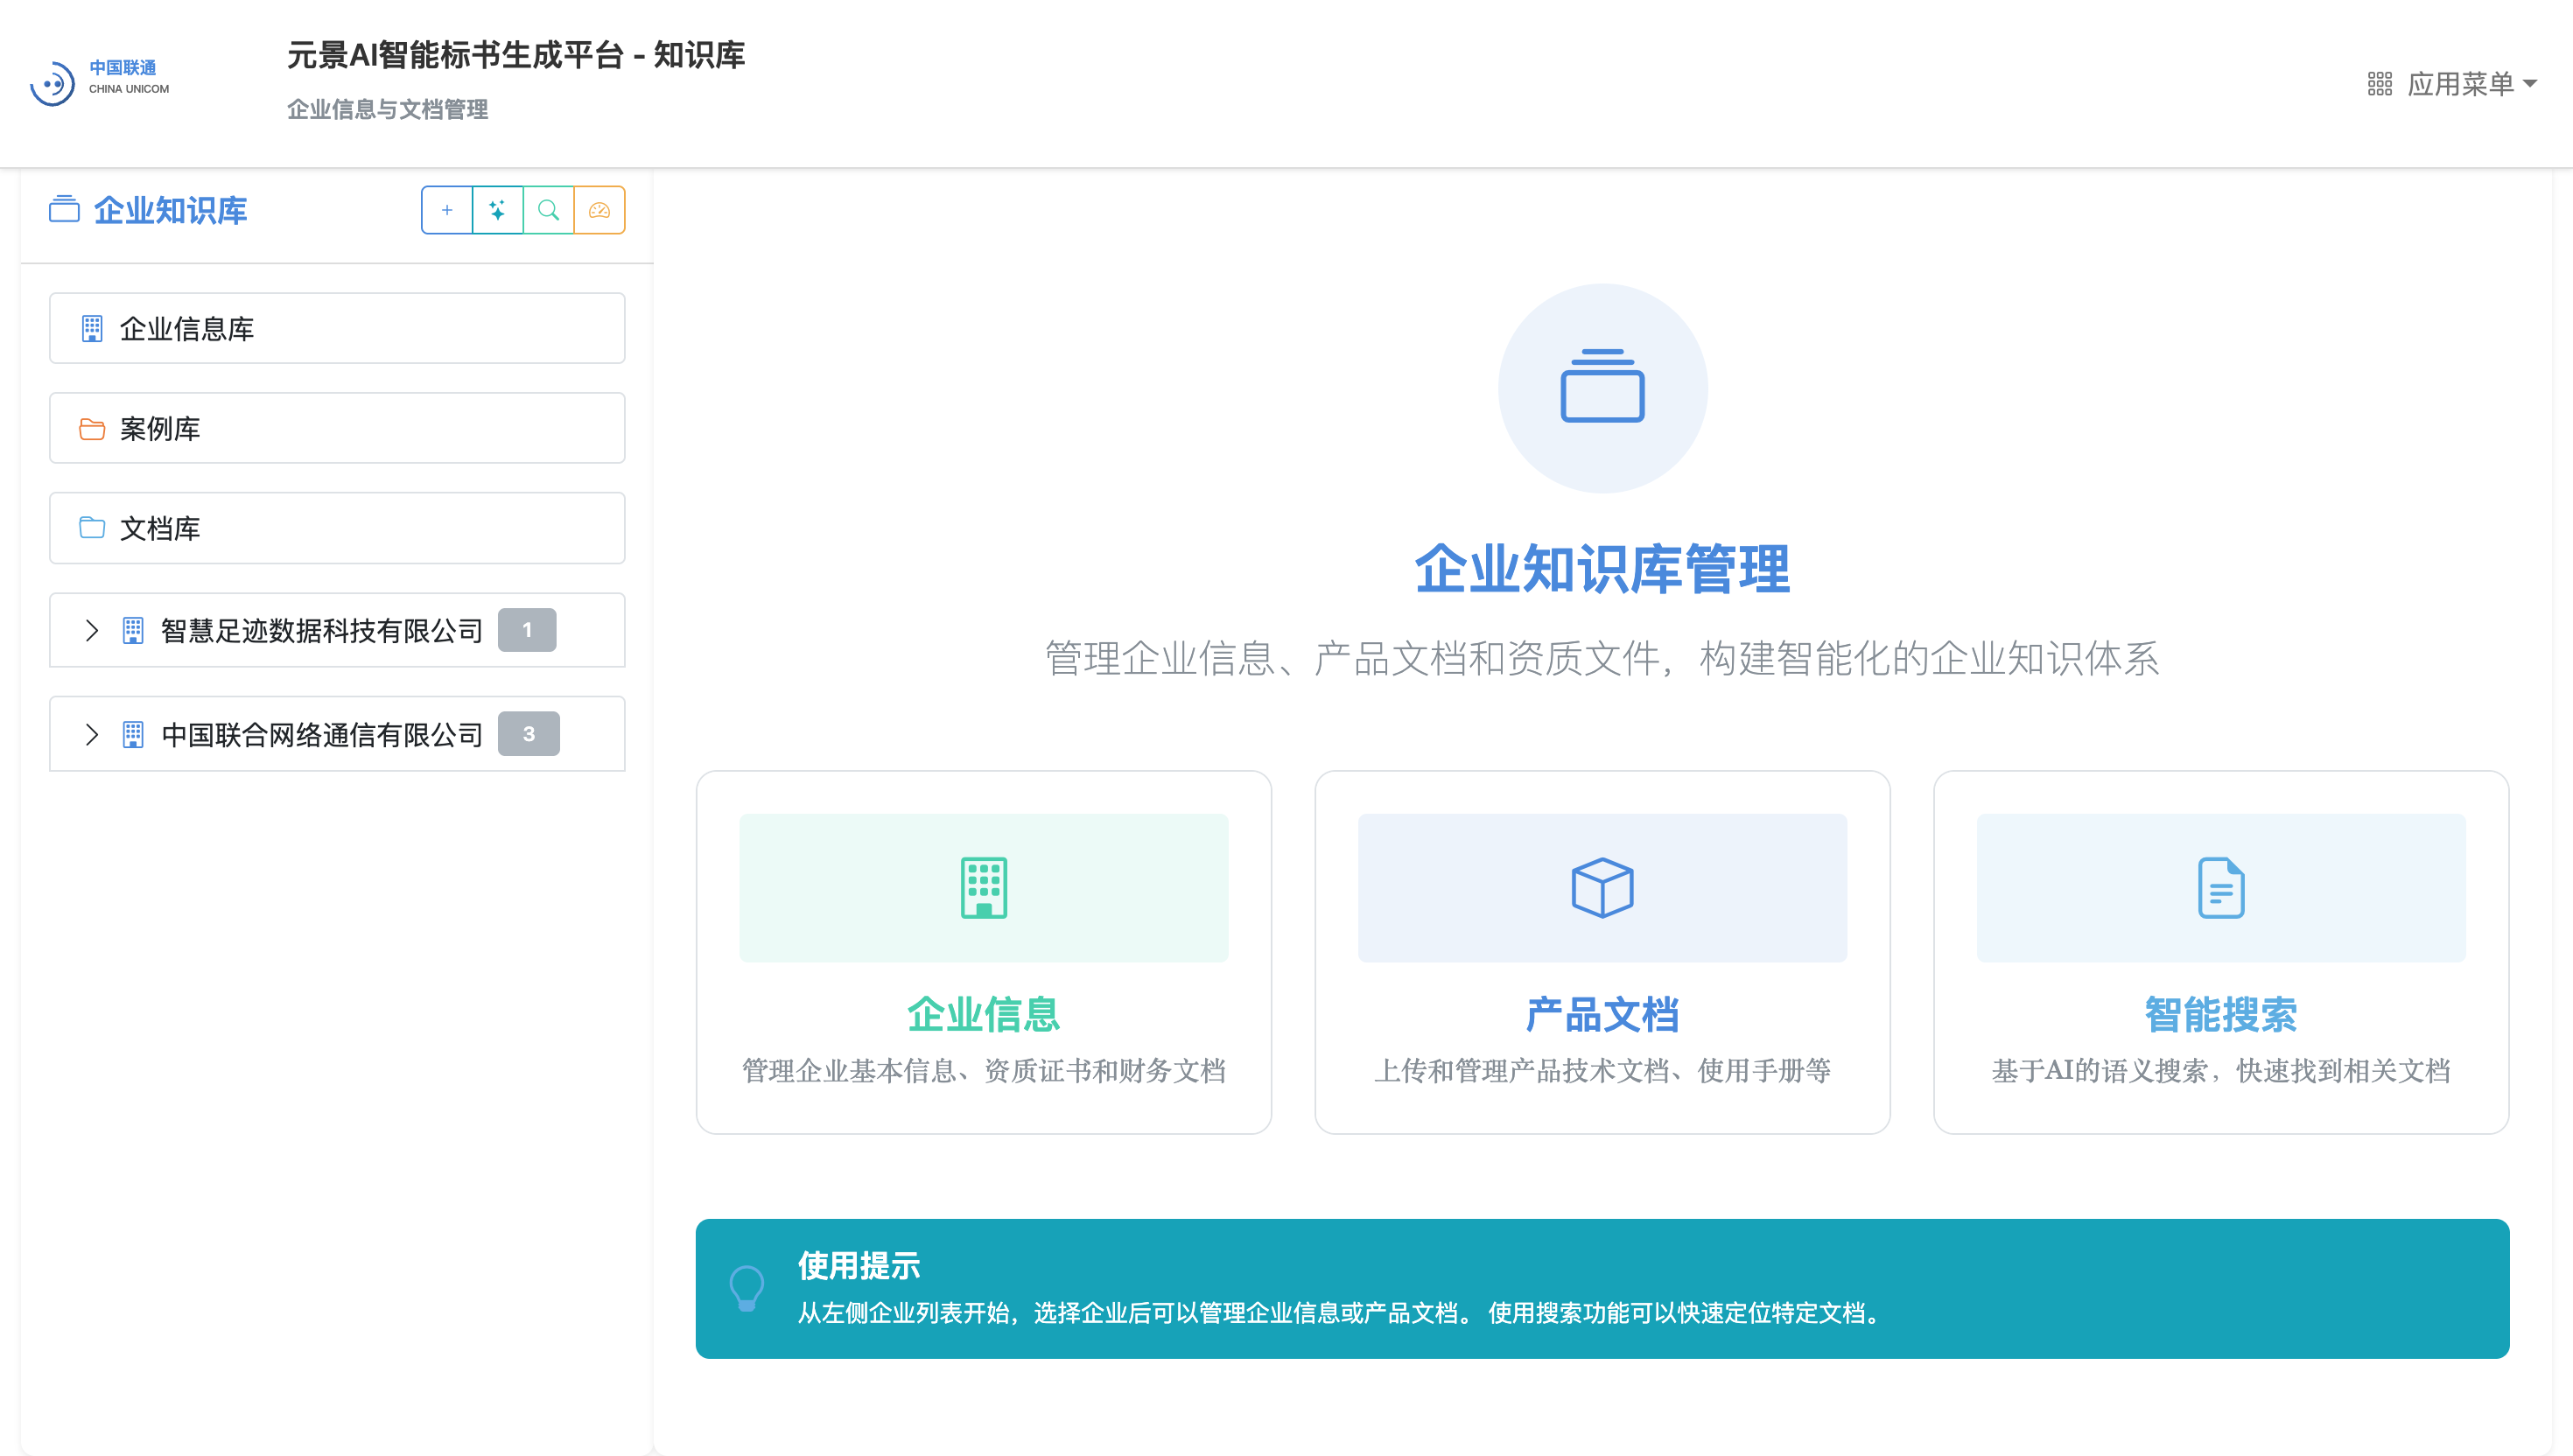 中国联通
CHINA UNICOM
元景AI智能标书生成平台 - 知识库
企业信息与文档管理
应用菜单
企业知识库
企业信息库
案例库
文档库
智慧足迹数据科技有限公司 1
中国联合网络通信有限公司 3
企业知识库管理
管理企业信息、产品文档和资质文件，构建智能化的企业知识体系
企业信息
管理企业基本信息、资质证书和财务文档
产品文档
上传和管理产品技术文档、使用手册等
智能搜索
基于AI的语义搜索，快速找到相关文档
使用提示
从左侧企业列表开始，选择企业后可以管理企业信息或产品文档。 使用搜索功能可以快速定位特定文档。